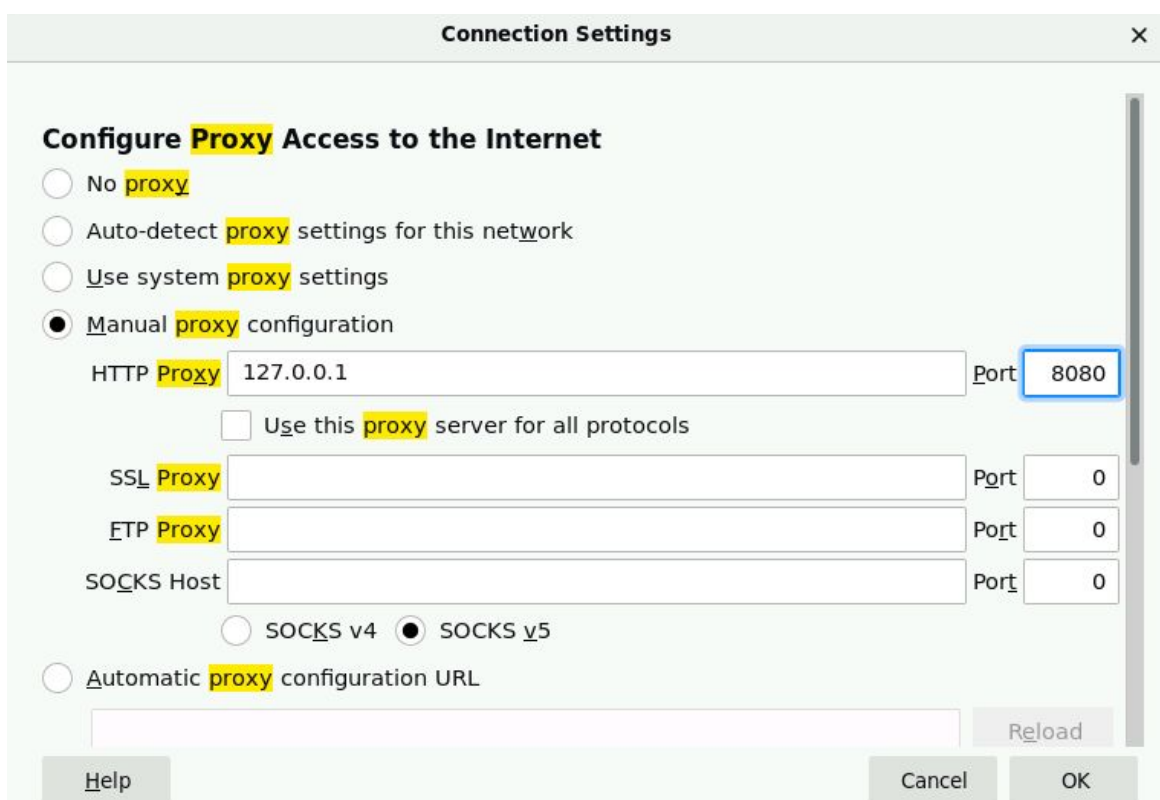 Connection Settings
Configure Proxy Access to the Internet
No proxy
Auto-detect proxy settings for this network
Use system proxy settings
Manual proxy configuration
HTTP Proxy 127.0.0.1 Port 8080
Use this proxy server for all protocols
SSL Proxy Port 0
FTP Proxy Port 0
SOCKS Host Port 0
SOCKS v4 SOCKS v5
Automatic proxy configuration URL
Reload
Help Cancel OK